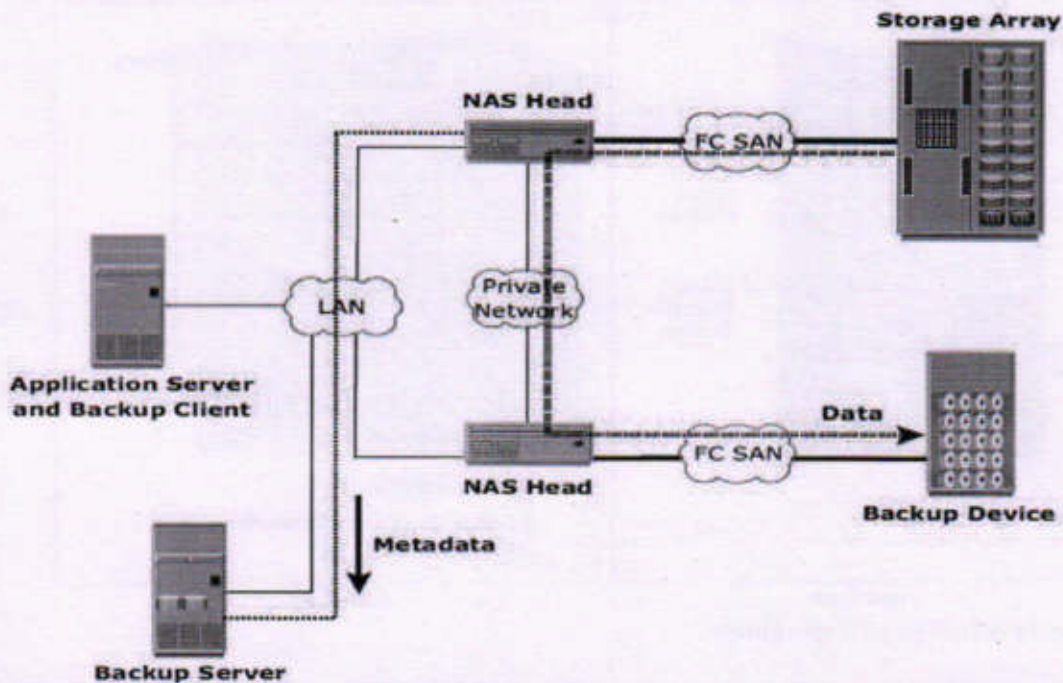 Storage Array
NAS Head
FC SAN
LAN
Private
Network
Application Server
and Backup Client
Data
FC SAN
NAS Head
Backup Device
Metadata
Backup Server